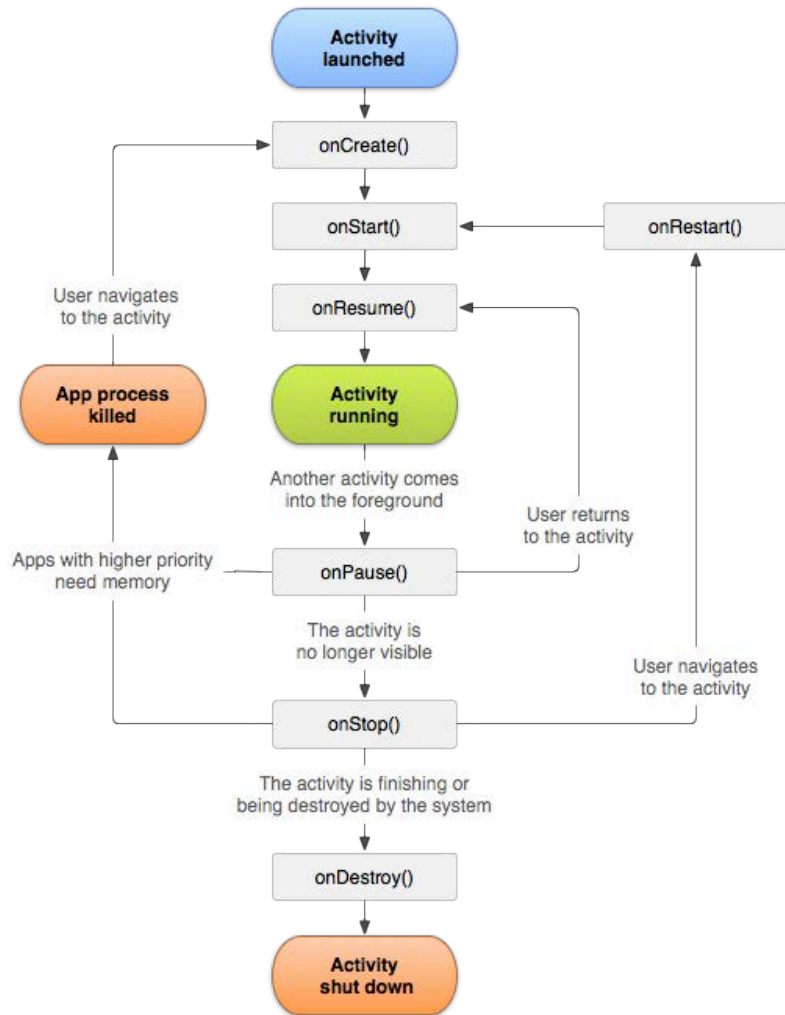 Activity
launched
onCreate()
onStart()
onRestart()
User navigates
to the activity
onResume()
App process
killed
Activity
running
Another activity comes
into the foreground
User returns
to the activity
Apps with higher priority
need memory
onPause()
The activity is
no longer visible
User navigates
to the activity
onStop()
The activity is finishing or
being destroyed by the system
onDestroy()
Activity
shut down